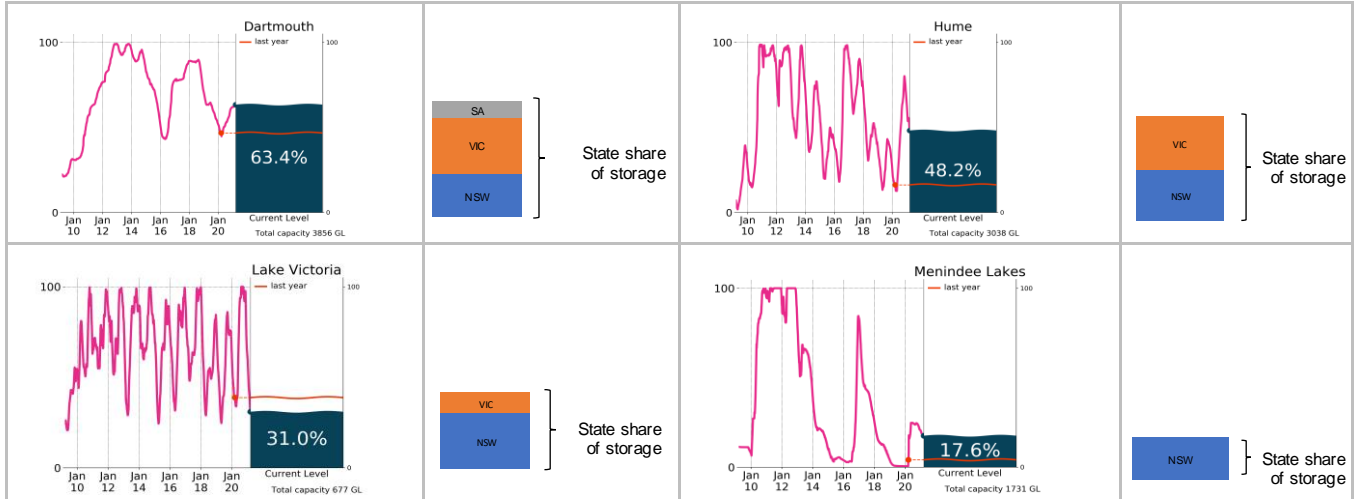 Dartmouth
last year
100
100
63.4%
0
0
Jan Jan Jan Jan Jan Jan
10 12 14 16 18 20
Current Level
Total capacity 3856 GL
SA
VIC
NSW
State share
of storage
Hume
last year
100
100
48.2%
0
0
Jan Jan Jan Jan Jan Jan
10 12 14 16 18 20
Current Level
Total capacity 3038 GL
VIC
NSW
State share
of storage
Lake Victoria
last year
100
100
31.0%
0
0
Jan Jan Jan Jan Jan Jan
10 12 14 16 18 20
Current Level
Total capacity 677 GL
VIC
NSW
State share
of storage
Menindee Lakes
last year
100
100
17.6%
0
0
Jan Jan Jan Jan Jan Jan
10 12 14 16 18 20
Current Level
Total capacity 1731 GL
NSW
State share
of storage